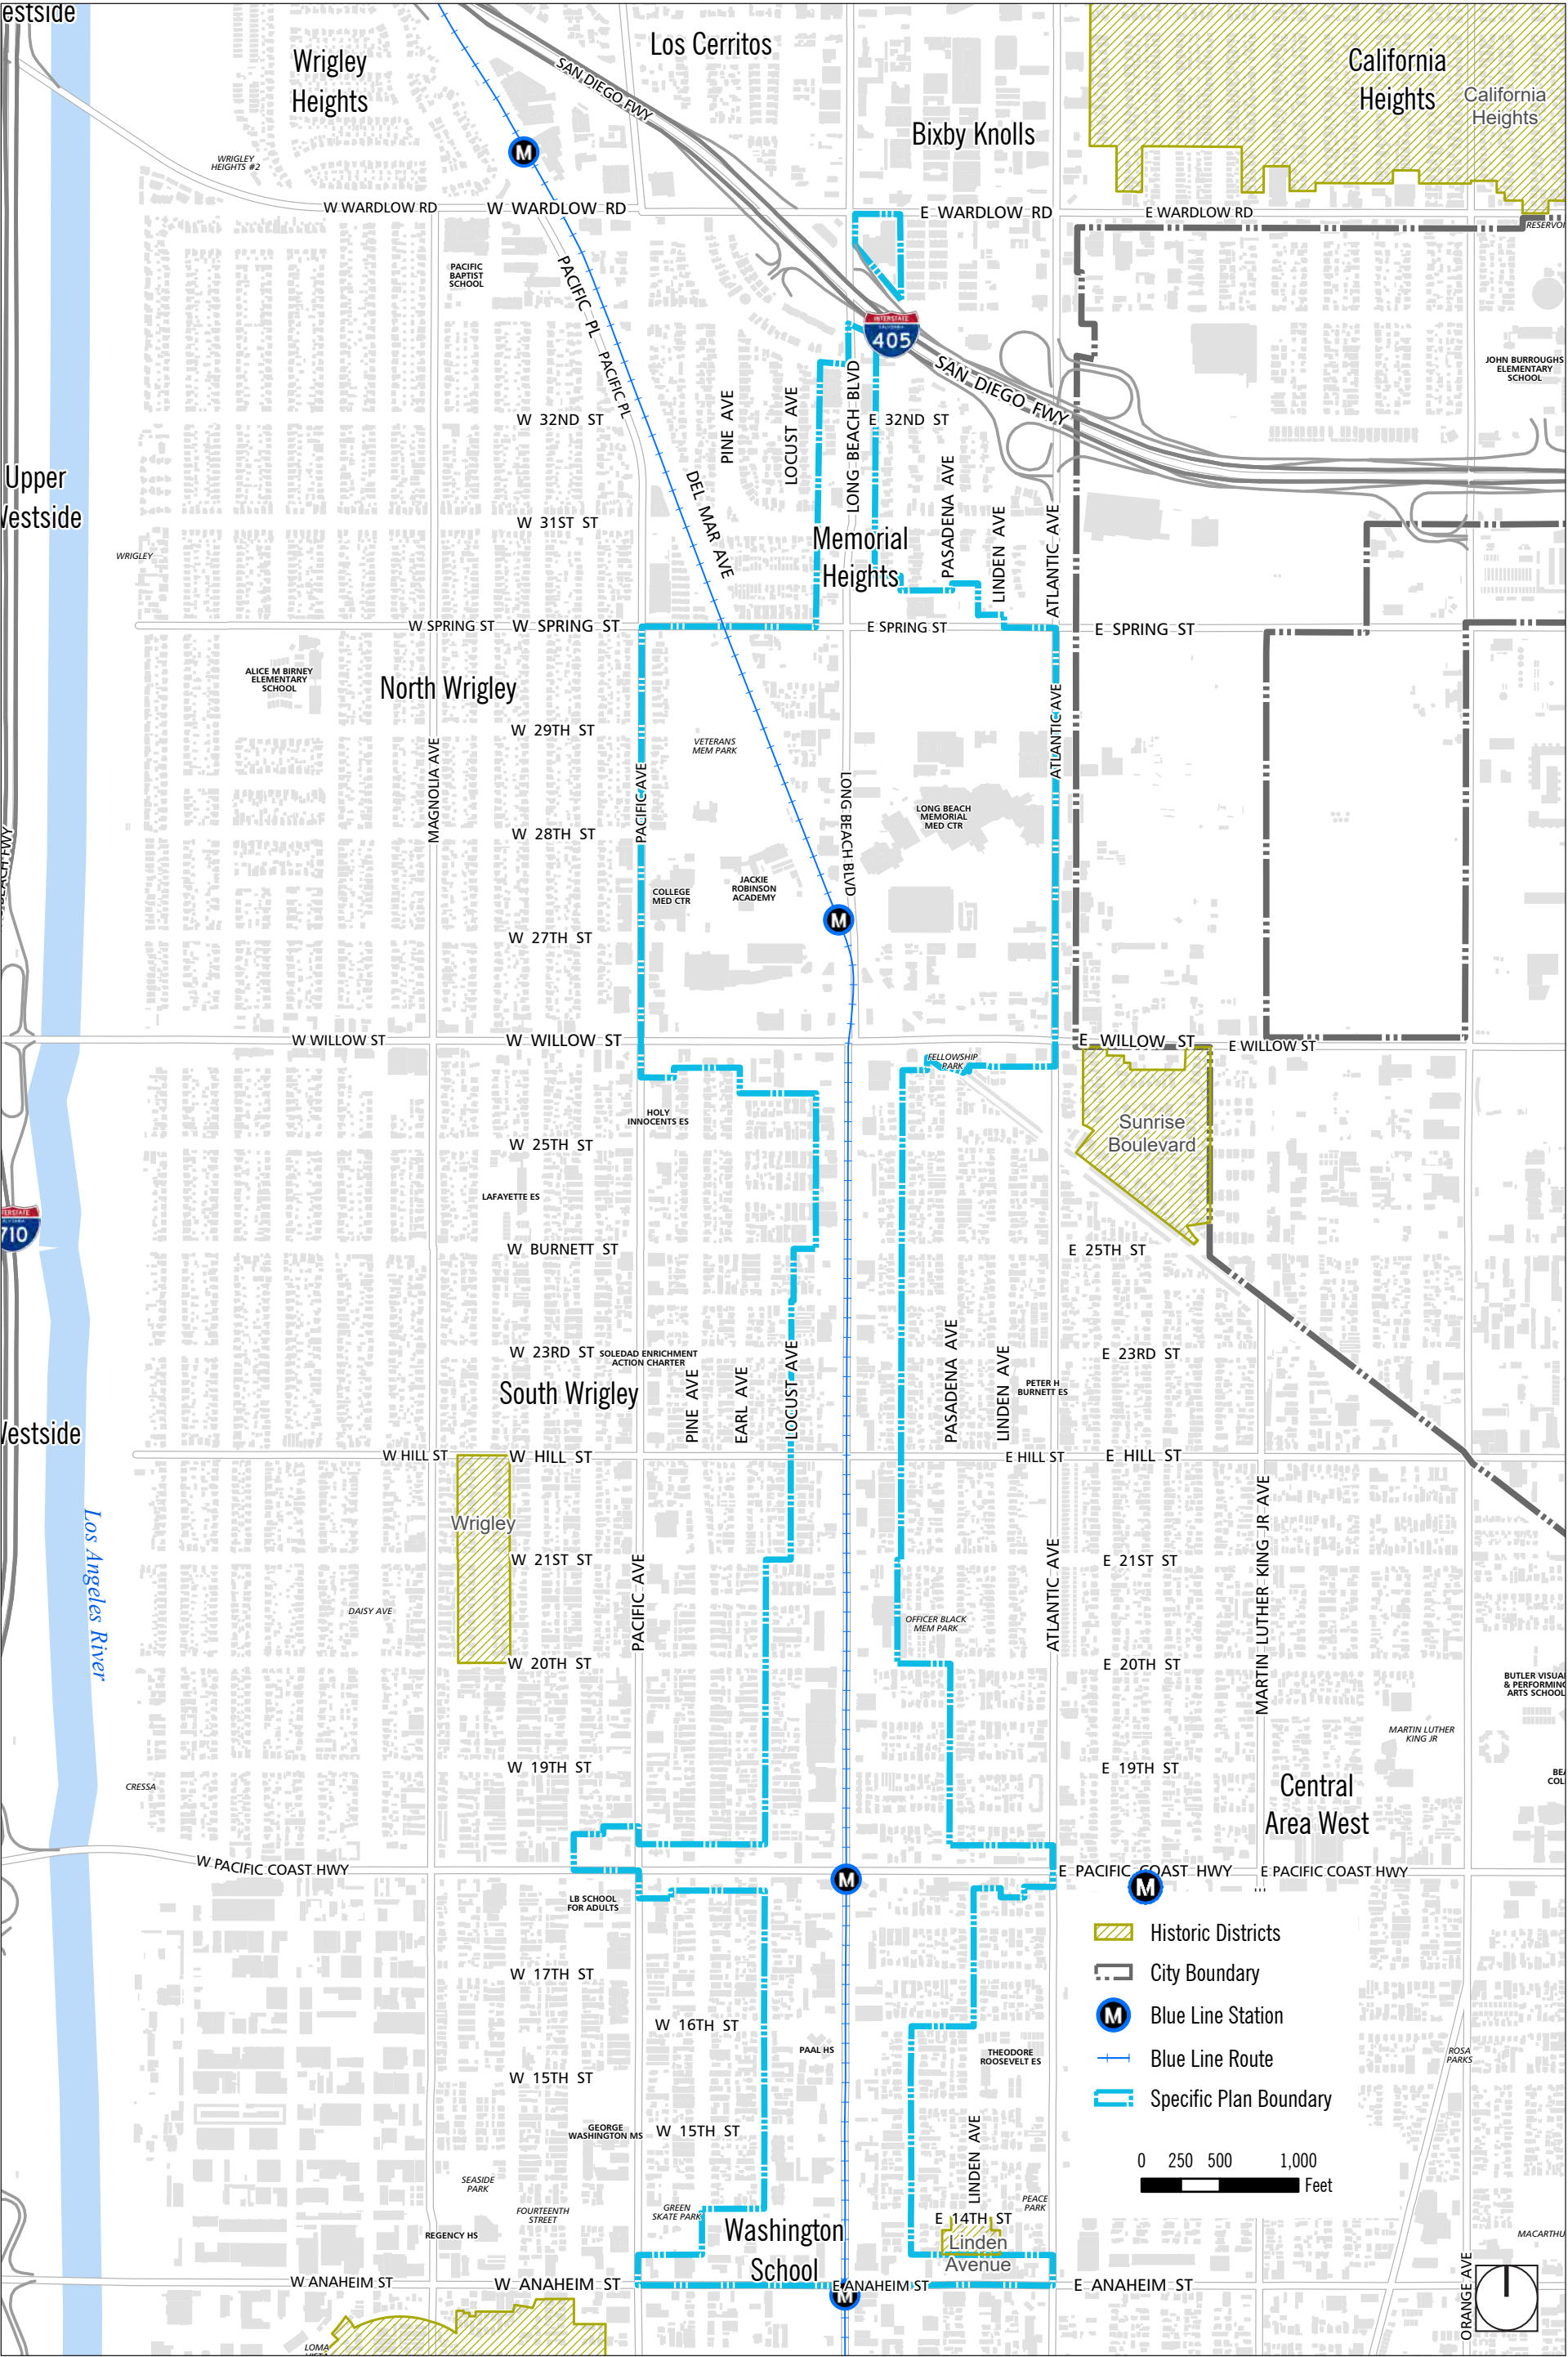 estside
Wrigley
Heights
Los Cerritos
SAN DIEGO FWY
California
Heights
California
Heights
Bixby Knolls
WRIGLEY
HEIGHTS #2
M
W WARDLOW RD
W WARDLOW RD
E WARDLOW RD
E WARDLOW RD
RESERVOI
PACIFIC
BAPTIST
SCHOOL
PACIFIC PL
PACIFIC PL
INTERSTATE
CALIFORNIA
405
SAN DIEGO FWY
JOHN BURROUGHS
ELEMENTARY
SCHOOL
W 32ND ST
PINE AVE
LOCUST AVE
LONG BEACH BLVD
E 32ND ST
Upper
Westside
DEL MAR AVE
PASADENA AVE
LINDEN AVE
ATLANTIC AVE
W 31ST ST
Memorial
Heights
WRIGLEY
W SPRING ST
W SPRING ST
E SPRING ST
E SPRING ST
ALICE M BIRNEY
ELEMENTARY
SCHOOL
North Wrigley
W 29TH ST
VETERANS
MEM PARK
MAGNOLIA AVE
PACIFIC AVE
LONG BEACH BLVD
ATLANTIC AVE
LONG BEACH
MEMORIAL
MED CTR
W 28TH ST
BEACH FWY
COLLEGE
MED CTR
JACKIE
ROBINSON
ACADEMY
M
W 27TH ST
W WILLOW ST
W WILLOW ST
E WILLOW ST
E WILLOW ST
FELLOWSHIP
PARK
HOLY
INNOCENTS ES
Sunrise
Boulevard
W 25TH ST
LAFAYETTE ES
TERSTATE
CALIFORNIA
710
W BURNETT ST
E 25TH ST
W 23RD ST
SOLEDAD ENRICHMENT
ACTION CHARTER
E 23RD ST
South Wrigley
PINE AVE
EARL AVE
LOCUST AVE
PASADENA AVE
LINDEN AVE
PETER H
BURNETT ES
Westside
W HILL ST
W HILL ST
E HILL ST
E HILL ST
Los Angeles River
Wrigley
W 21ST ST
E 21ST ST
PACIFIC AVE
ATLANTIC AVE
MARTIN LUTHER KING JR AVE
DAISY AVE
OFFICER BLACK
MEM PARK
W 20TH ST
E 20TH ST
BUTLER VISUA
& PERFORMING
ARTS SCHOOL
MARTIN LUTHER
KING JR
W 19TH ST
E 19TH ST
BEA
COL
CRESSA
Central
Area West
W PACIFIC COAST HWY
M
E PACIFIC COAST HWY
E PACIFIC COAST HWY
M
LB SCHOOL
FOR ADULTS
Historic Districts
W 17TH ST
City Boundary
M
Blue Line Station
W 16TH ST
PAAL HS
THEODORE
ROOSEVELT ES
Blue Line Route
ROSA
PARKS
W 15TH ST
Specific Plan Boundary
GEORGE
WASHINGTON MS
W 15TH ST
LINDEN AVE
0 250 500 1,000
Feet
SEASIDE
PARK
FOURTEENTH
STREET
GREEN
SKATE PARK
PEACE
PARK
E 14TH ST
REGENCY HS
Washington
School
Linden
Avenue
MACARTHU
W ANAHEIM ST
W ANAHEIM ST
E ANAHEIM ST
E ANAHEIM ST
M
ORANGE AVE
LOMA